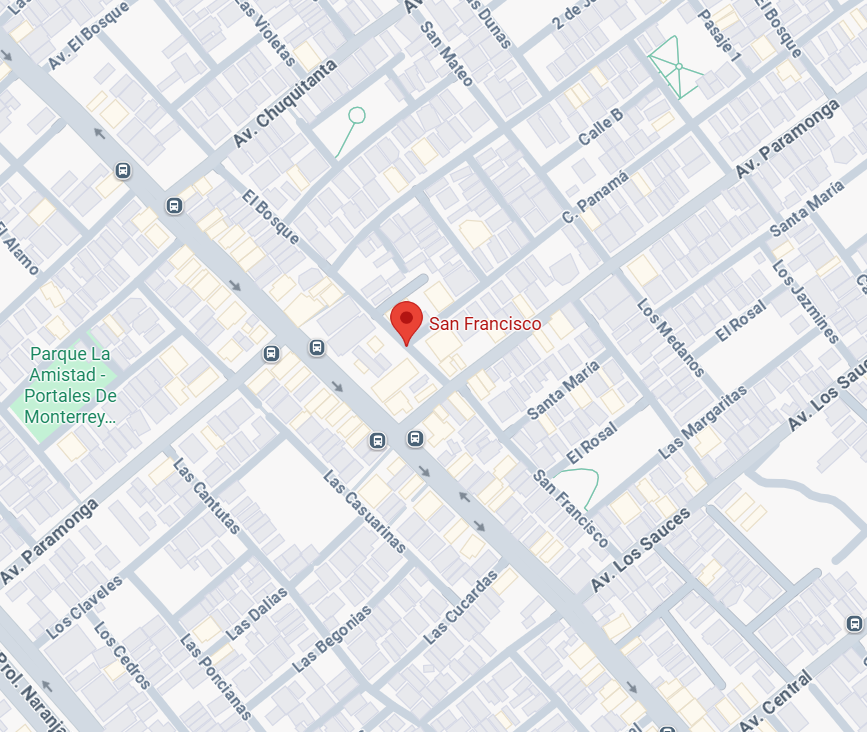 Av. El Bosque
Las Violetas
San Mateo
Las Dunas
2 de
Pasaje 1
El Bosque
Av. Chuquitanta
Calle B
Av. Paramonga
El Bosque
C. Panamá
Santa María
El Alamo
San Francisco
Los Jazmines
El Rosal
Los Medanos
Parque La
Amistad -
Portales De
Monterrey...
Santa María
Las Margaritas
Av. Los Sauc
El Rosal
San Francisco
Las Cantutas
Las Casuarinas
Av. Paramonga
Av. Los Sauces
Los Claveles
Las Dalias
Las Begonias
Las Cucardas
Los Cedros
Las Poncianas
Prol. Naranja
Av. Central